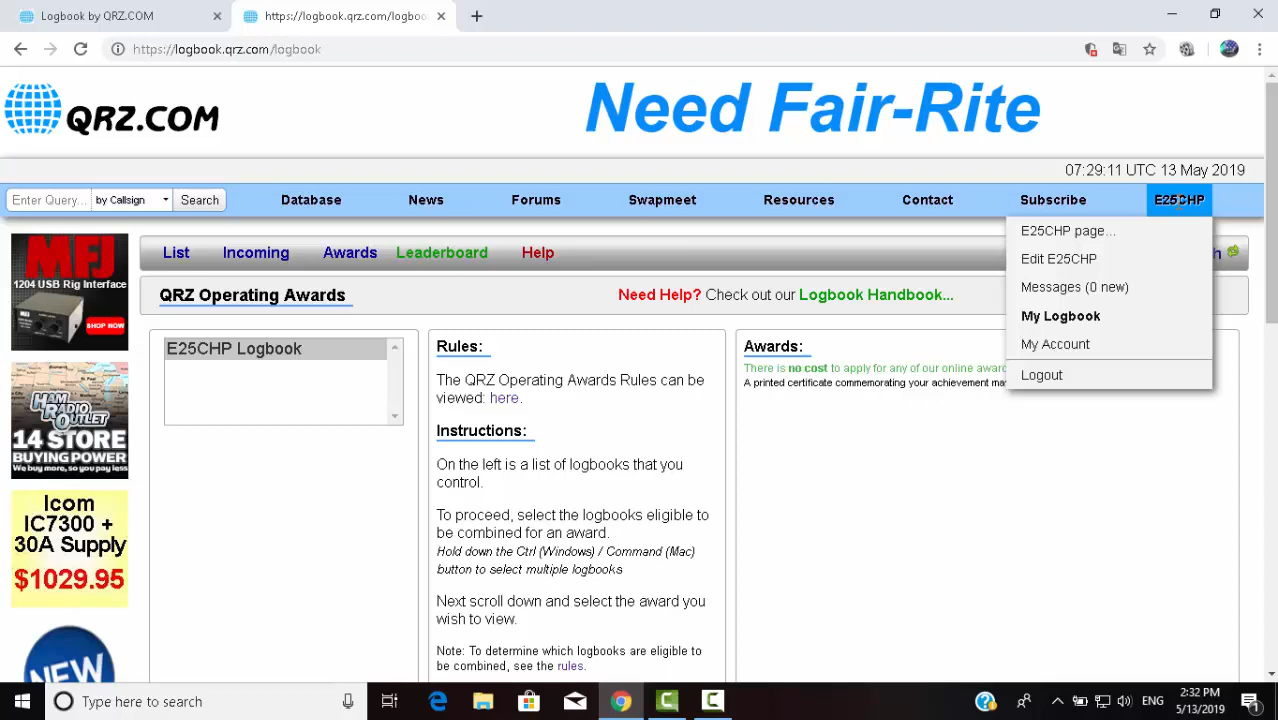 Logbook by QRZ.COM
https://logbook.qrz.com/logbo
https://logbook.qrz.com/logbook
QRZ.COM
Need Fair-Rite
07:29:11 UTC 13 May 2019
Enter Query...
by Callsign
Search
Database
News
Forums
Swapmeet
Resources
Contact
Subscribe
E25CHP
E25CHP page...
Edit E25CHP
Messages (0 new)
My Logbook
My Account
Logout
List
Incoming
Awards
Leaderboard
Help
h
QRZ Operating Awards
Need Help? Check out our Logbook Handbook...
MFJ
1204 USB Rig Interface
SHOP NOW
HAM RADIO OUTLET
14 STORE
BUYING POWER
We buy more, so you pay less
Icom
IC7300 +
30A Supply
$1029.95
NEW
E25CHP Logbook
Rules:
The QRZ Operating Awards Rules can be
viewed: here.
Instructions:
On the left is a list of logbooks that you
control.
To proceed, select the logbooks eligible to
be combined for an award.
Hold down the Ctrl (Windows) / Command (Mac)
button to select multiple logbooks
Next scroll down and select the award you
wish to view.
Note: To determine which logbooks are eligible to
be combined, see the rules.
Awards:
There is no cost to apply for any of our online awar
A printed certificate commemorating your achievement ma
Type here to search
ENG
2:32 PM
5/13/2019
1